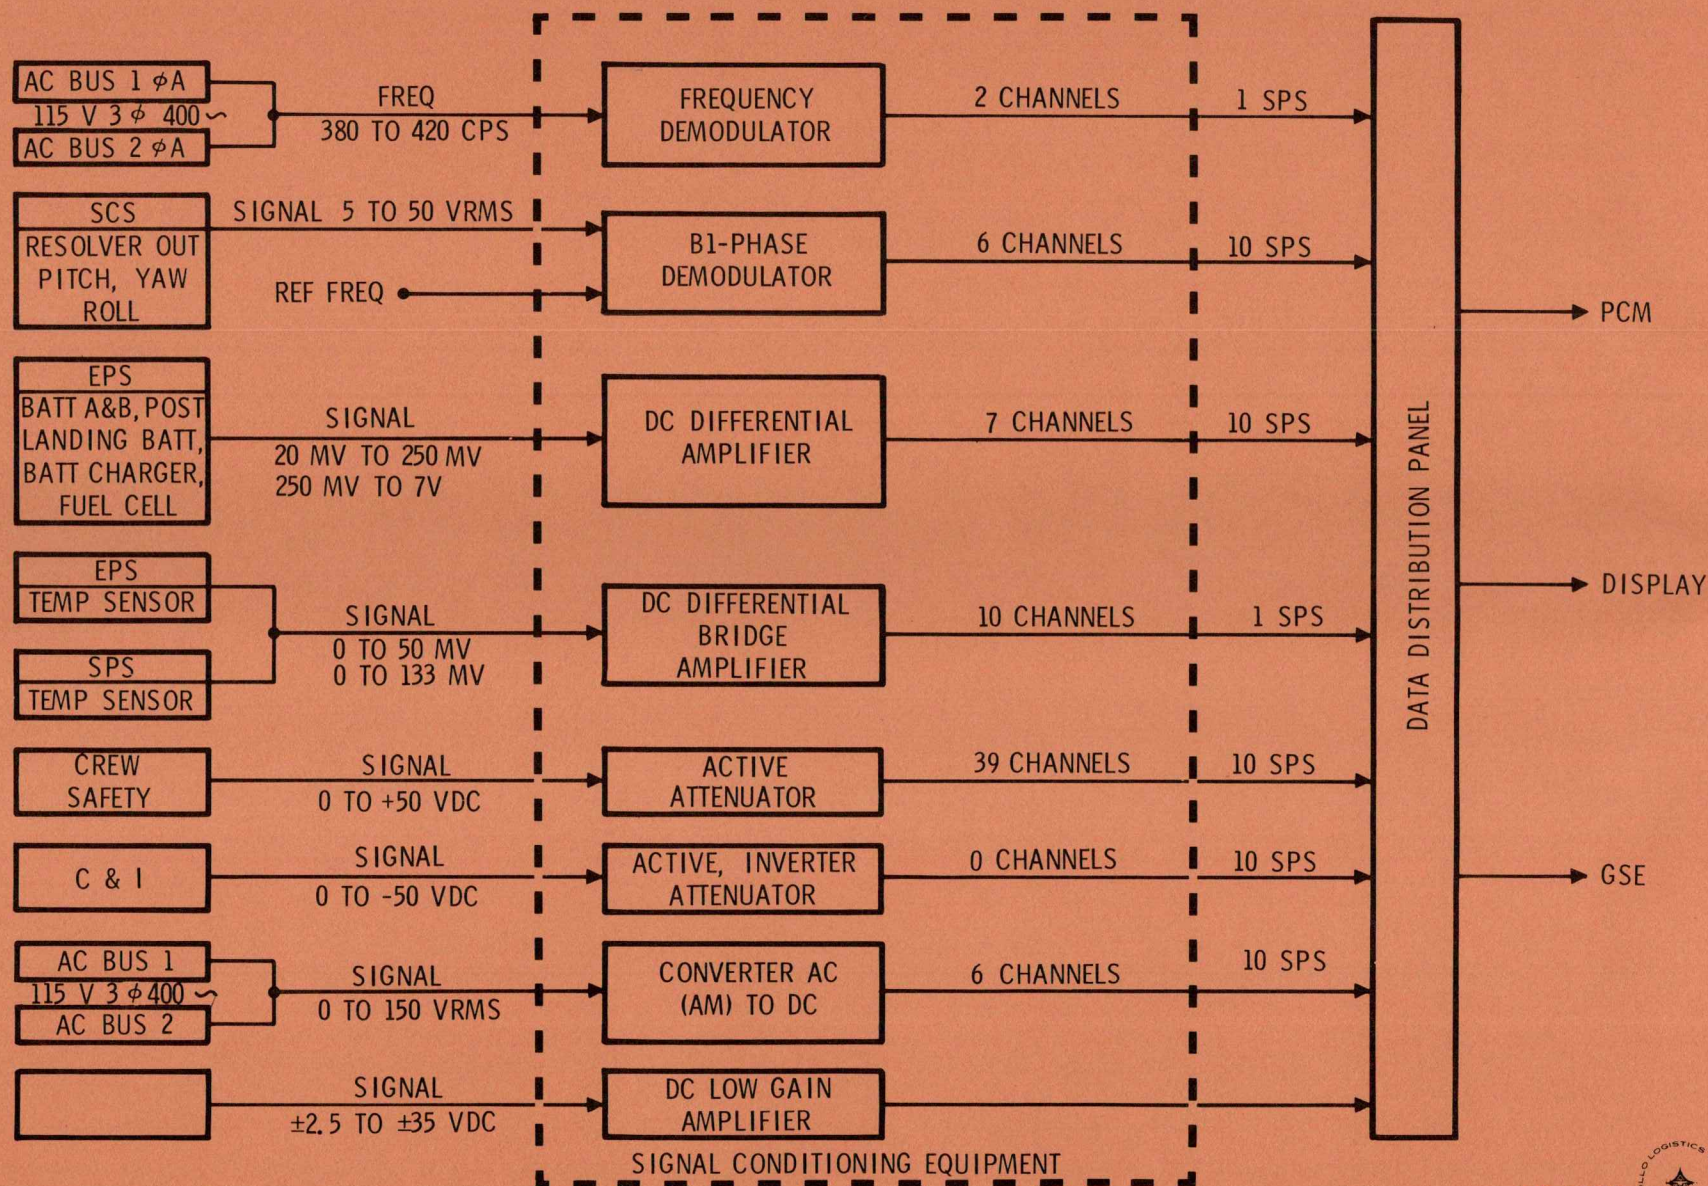 AC BUS 1 φA
115 V 3 φ 400 ~
AC BUS 2 φA
FREQ
380 TO 420 CPS
FREQUENCY
DEMODULATOR
2 CHANNELS
1 SPS
SCS
RESOLVER OUT
PITCH, YAW
ROLL
SIGNAL 5 TO 50 VRMS
REF FREQ
B1-PHASE
DEMODULATOR
6 CHANNELS
10 SPS
EPS
BATT A&B, POST
LANDING BATT,
BATT CHARGER,
FUEL CELL
SIGNAL
20 MV TO 250 MV
250 MV TO 7V
DC DIFFERENTIAL
AMPLIFIER
7 CHANNELS
10 SPS
EPS
TEMP SENSOR
SPS
TEMP SENSOR
SIGNAL
0 TO 50 MV
0 TO 133 MV
DC DIFFERENTIAL
BRIDGE
AMPLIFIER
10 CHANNELS
1 SPS
CREW
SAFETY
SIGNAL
0 TO +50 VDC
ACTIVE
ATTENUATOR
39 CHANNELS
10 SPS
C & I
SIGNAL
0 TO -50 VDC
ACTIVE, INVERTER
ATTENUATOR
0 CHANNELS
10 SPS
AC BUS 1
115 V 3 φ 400 ~
AC BUS 2
SIGNAL
0 TO 150 VRMS
CONVERTER AC
(AM) TO DC
6 CHANNELS
10 SPS
SIGNAL
±2.5 TO ±35 VDC
DC LOW GAIN
AMPLIFIER
SIGNAL CONDITIONING EQUIPMENT
DATA DISTRIBUTION PANEL
PCM
DISPLAY
GSE
LOGISTICS